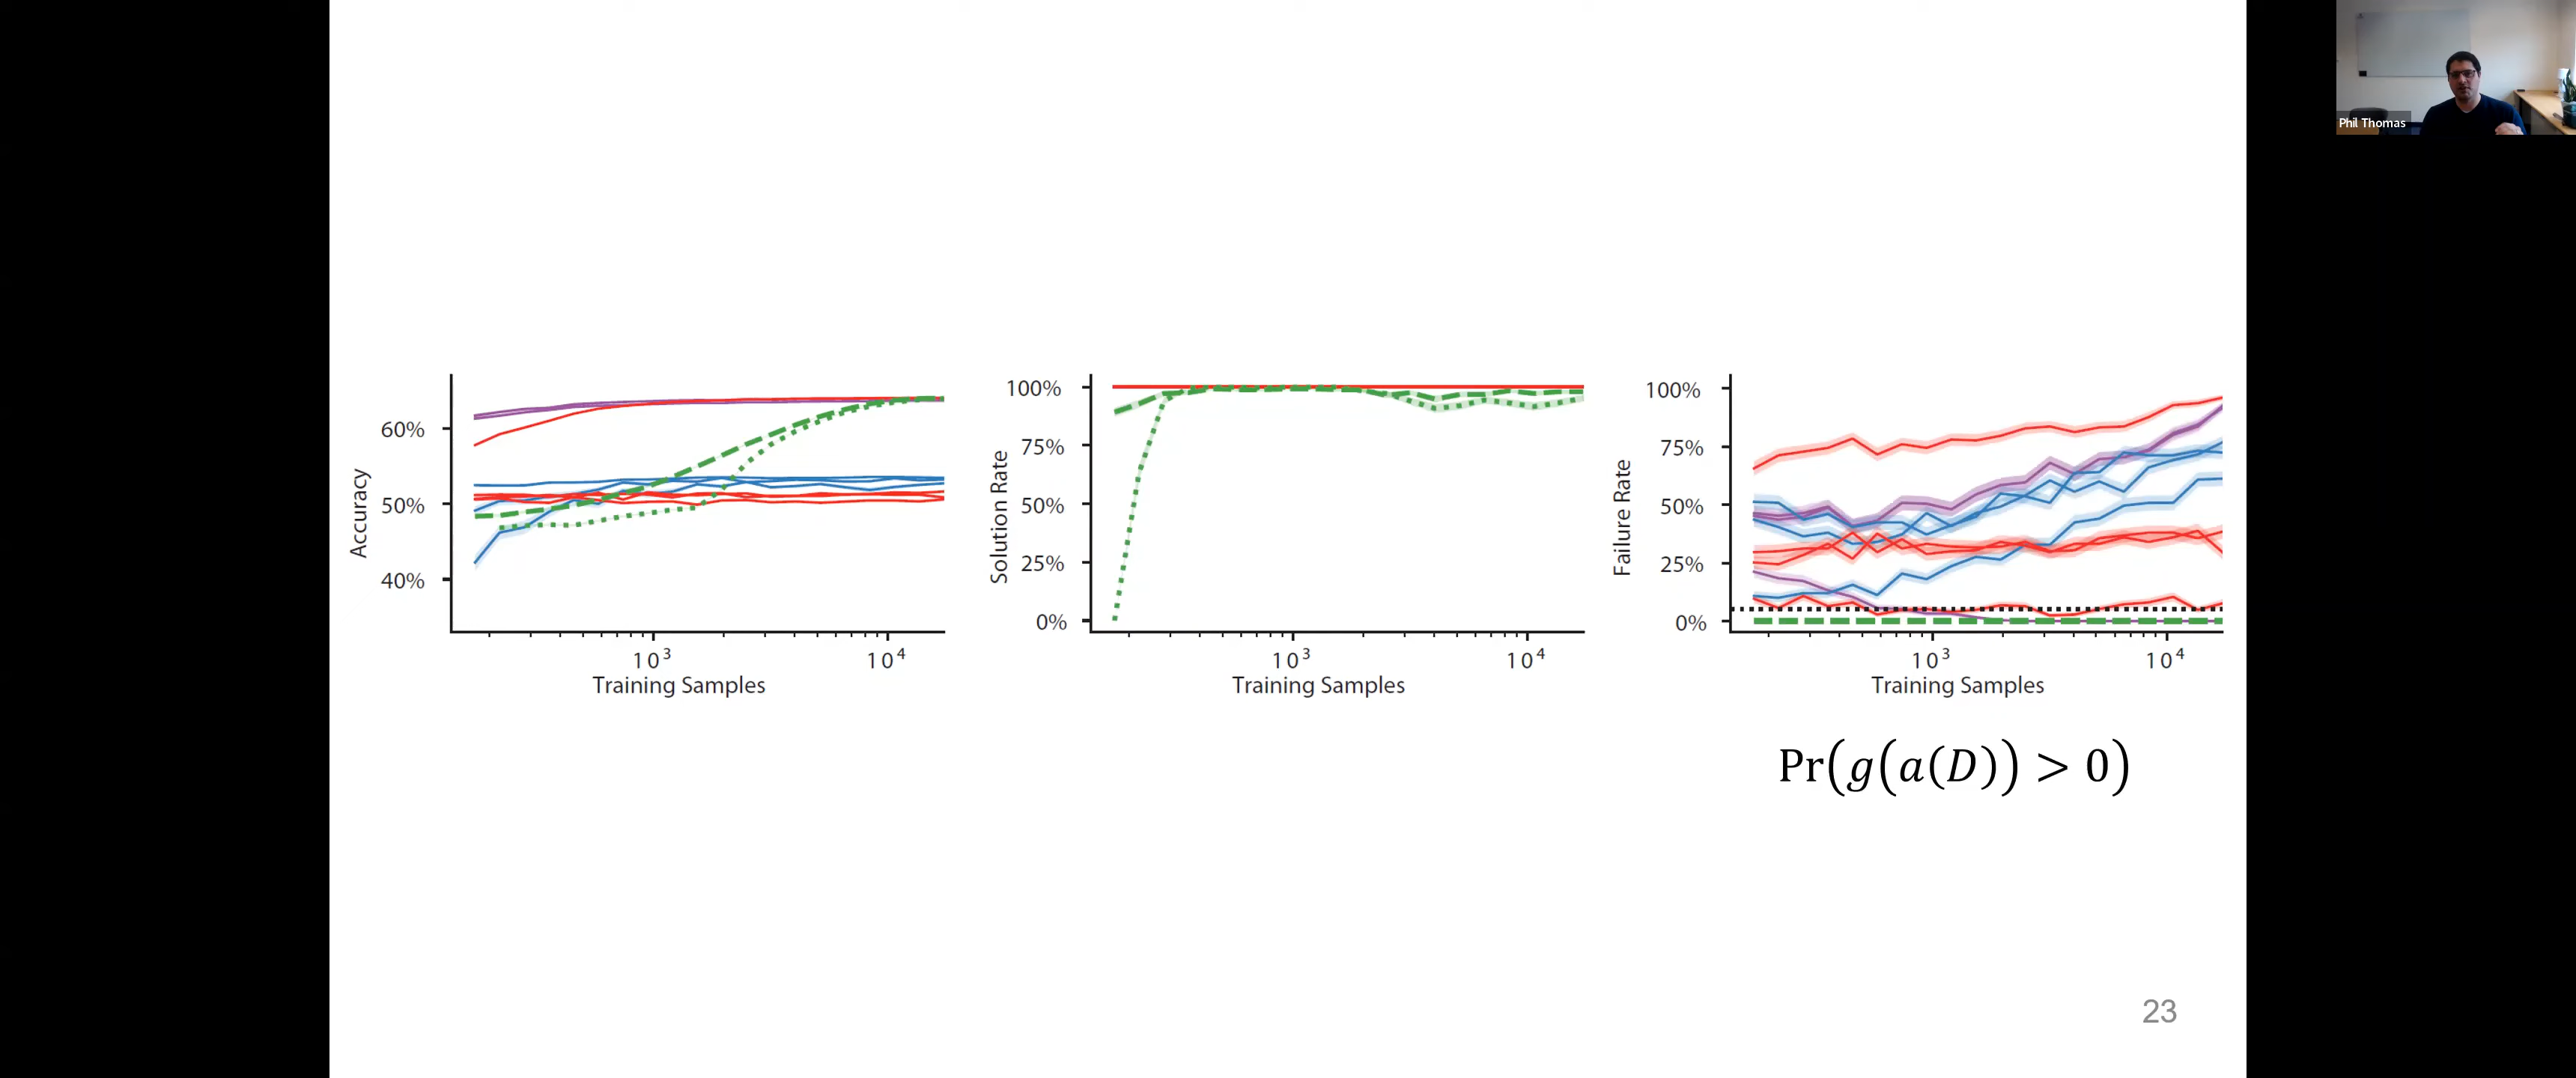 Phil Thomas
Accuracy
60%
50%
40%
10³
10⁴
Training Samples
Solution Rate
100%
75%
50%
25%
0%
10³
10⁴
Training Samples
Failure Rate
100%
75%
50%
25%
0%
10³
10⁴
Training Samples
Pr(g(a(D)) > 0)
23